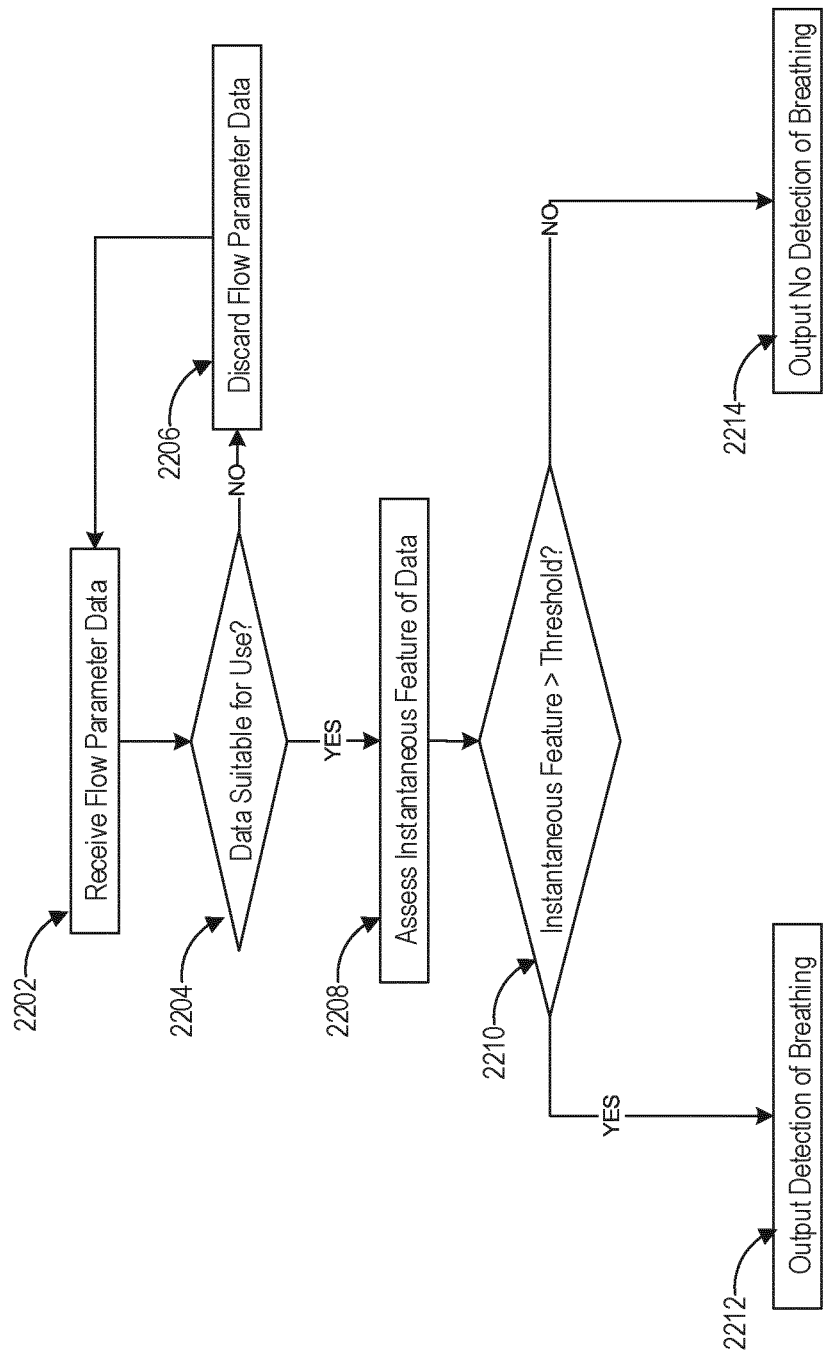 2202
Receive Flow Parameter Data
2204
Data Suitable for Use?
NO
2206
Discard Flow Parameter Data
YES
2208
Assess Instantaneous Feature of Data
2210
Instantaneous Feature > Threshold?
YES
NO
2212
Output Detection of Breathing
2214
Output No Detection of Breathing